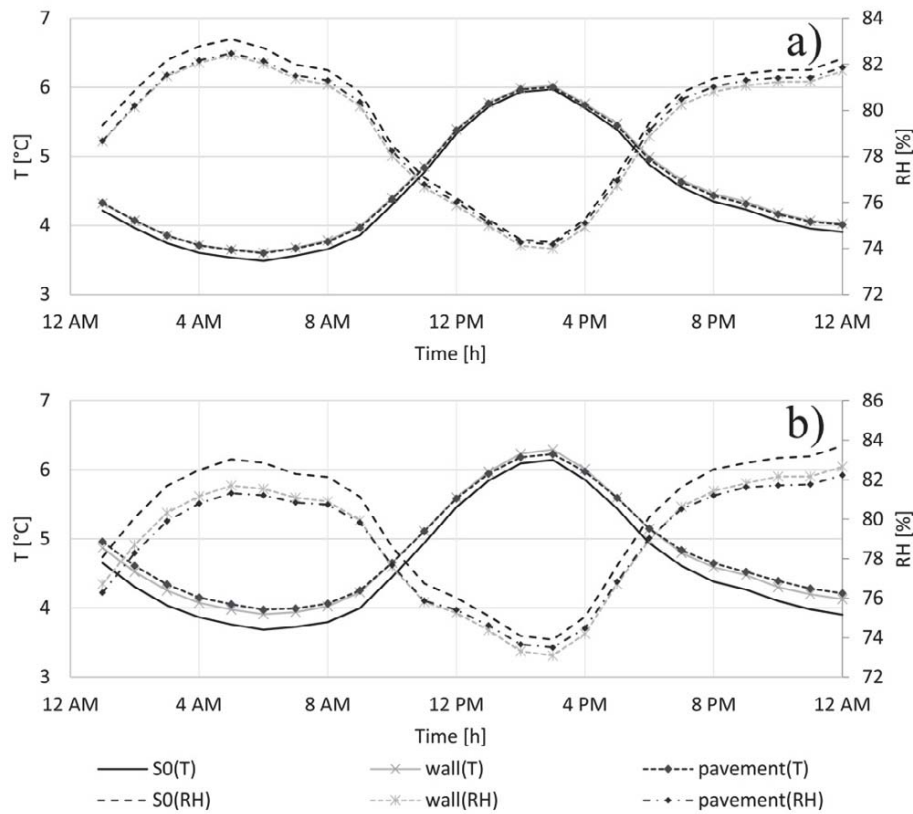 a)
7 84
6 82
80
5 78
76
4 74
3 72
T [°C]
RH [%]
12 AM 4 AM 8 AM 12 PM 4 PM 8 PM 12 AM
Time [h]
b)
7 86
84
6 82
80
5 78
76
4 74
3 72
T [°C]
RH [%]
12 AM 4 AM 8 AM 12 PM 4 PM 8 PM 12 AM
Time [h]
S0(T) wall(T) pavement(T)
S0(RH) wall(RH) pavement(RH)